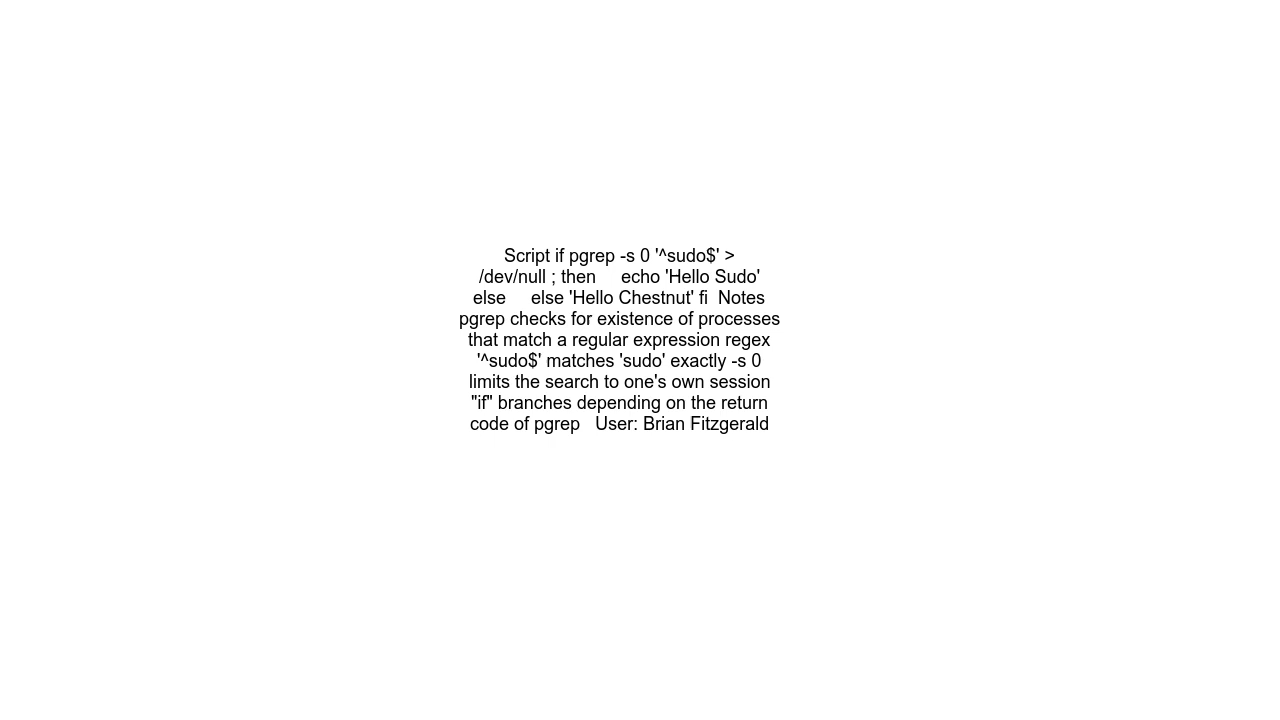 Script if pgrep -s 0 '^sudo$' >
/dev/null ; then     echo 'Hello Sudo'
else     else 'Hello Chestnut' fi  Notes
pgrep checks for existence of processes
that match a regular expression regex
'^sudo$' matches 'sudo' exactly -s 0
limits the search to one's own session
"if" branches depending on the return
code of pgrep   User: Brian Fitzgerald